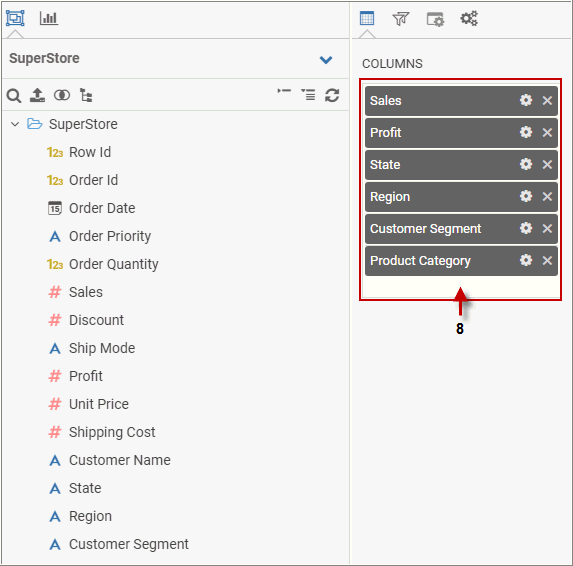 SuperStore
SuperStore
123 Row Id
123 Order Id
15 Order Date
A Order Priority
123 Order Quantity
# Sales
# Discount
A Ship Mode
# Profit
# Unit Price
# Shipping Cost
A Customer Name
A State
A Region
A Customer Segment
COLUMNS
Sales
Profit
State
Region
Customer Segment
Product Category
8